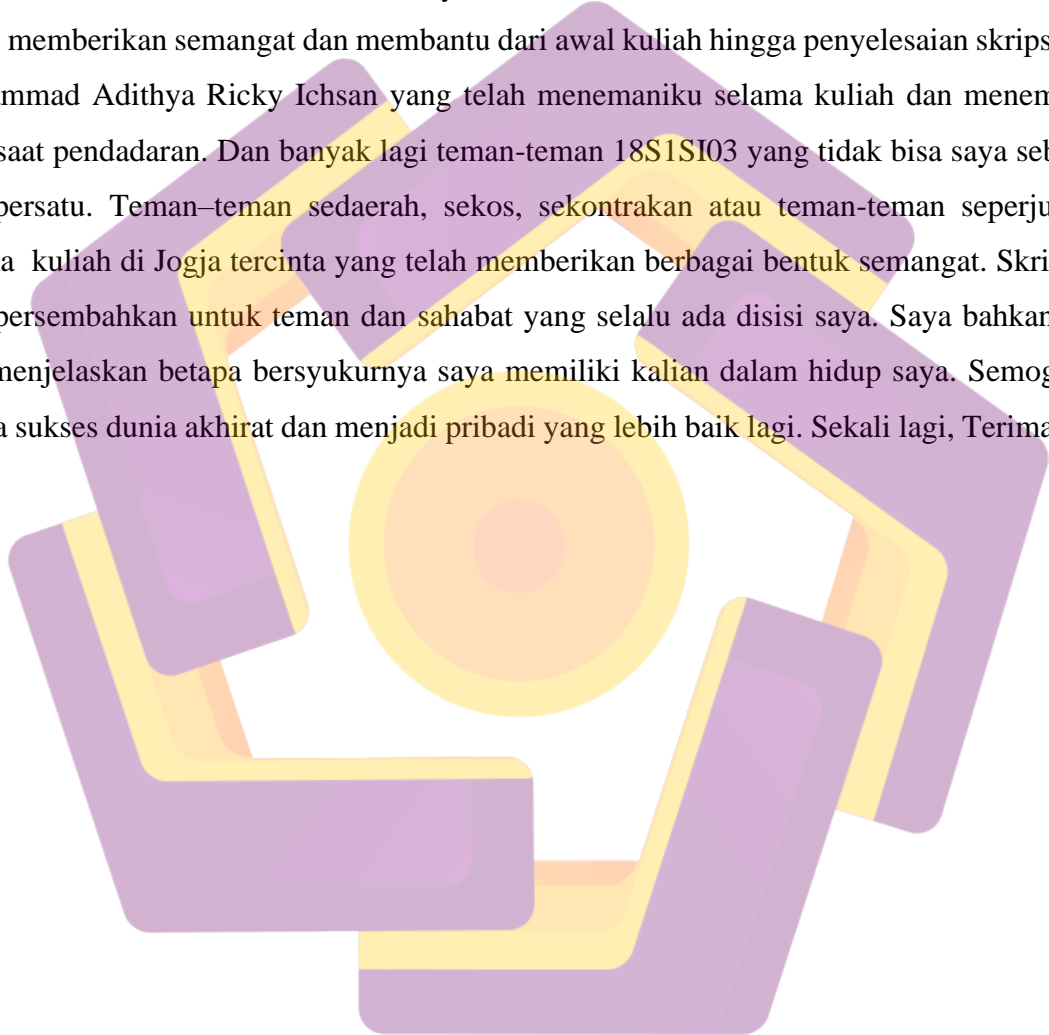 memberikan semangat dan membantu dari awal kuliah hingga penyelesaian skrips
mmad Adithya Ricky Ichsan yang telah menemaniku selama kuliah dan menem
saat pendadaran. Dan banyak lagi teman-teman 18S1SI03 yang tidak bisa saya seb
persatu. Teman–teman sedaerah, sekos, sekontrakan atau teman-teman seperju
a kuliah di Jogja tercinta yang telah memberikan berbagai bentuk semangat. Skri
persembahkan untuk teman dan sahabat yang selalu ada disisi saya. Saya bahkan
menjelaskan betapa bersyukurnya saya memiliki kalian dalam hidup saya. Semog
a sukses dunia akhirat dan menjadi pribadi yang lebih baik lagi. Sekali lagi, Terima